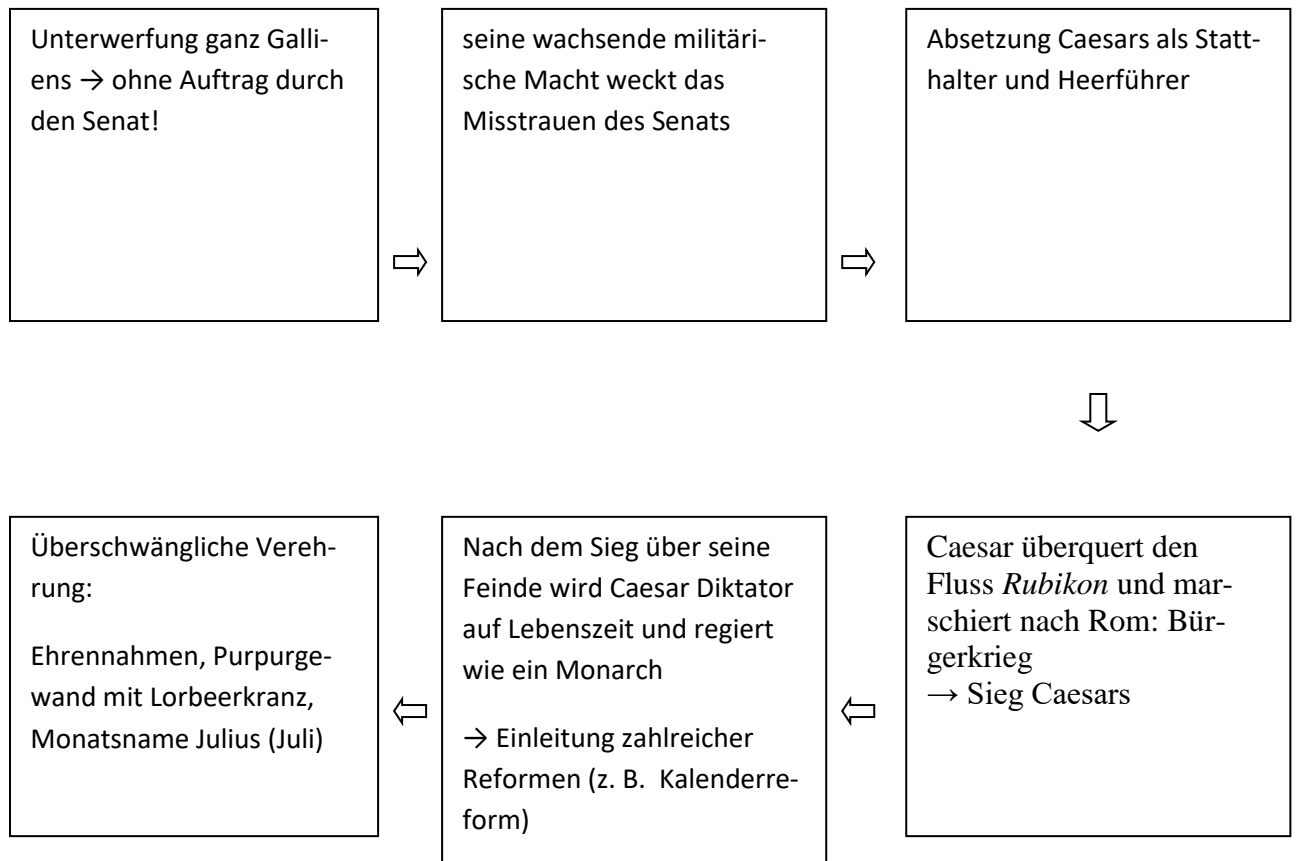 Unterwerfung ganz Galli-
ens → ohne Auftrag durch
den Senat!
seine wachsende militäri-
sche Macht weckt das
Misstrauen des Senats
Absetzung Caesars als Statt-
halter und Heerführer
Caesar überquert den
Fluss Rubikon und mar-
schiert nach Rom: Bür-
gerkrieg
→ Sieg Caesars
Nach dem Sieg über seine
Feinde wird Caesar Diktator
auf Lebenszeit und regiert
wie ein Monarch
→ Einleitung zahlreicher
Reformen (z. B. Kalenderre-
form)
Überschwängliche Vereh-
rung:
Ehrennahmen, Purpurge-
wand mit Lorbeerkranz,
Monatsname Julius (Juli)